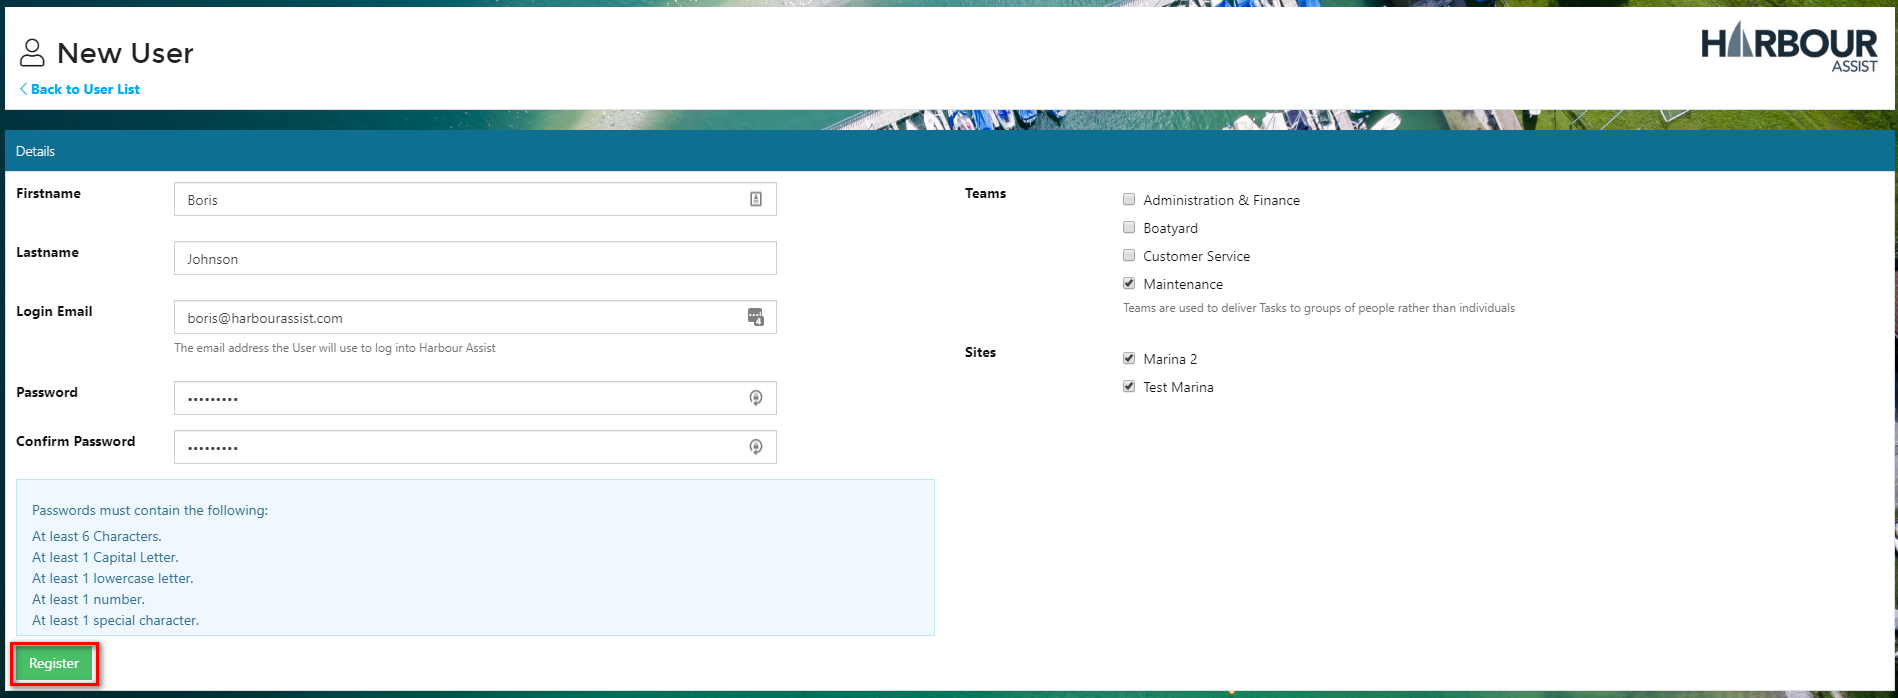 New User
Back to User List
HARBOUR
ASSIST
Details
Firstname
Boris
Lastname
Johnson
Login Email
boris@harbourassist.com
4
The email address the User will use to log into Harbour Assist
Password
•••••••••
Confirm Password
•••••••••
Passwords must contain the following:
At least 6 Characters.
At least 1 Capital Letter.
At least 1 lowercase letter.
At least 1 number.
At least 1 special character.
Register
Teams
Administration & Finance
Boatyard
Customer Service
Maintenance
Teams are used to deliver Tasks to groups of people rather than individuals
Sites
Marina 2
Test Marina